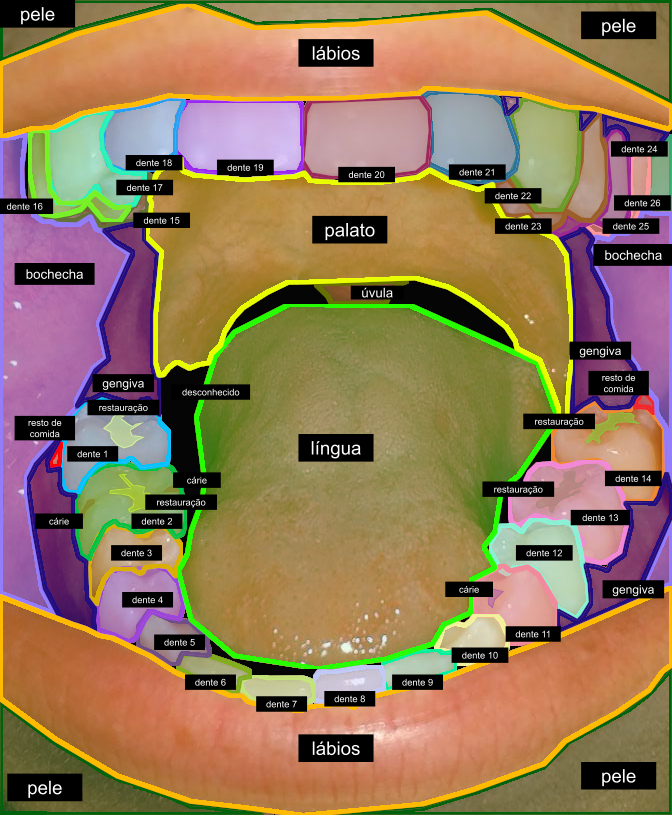 pele
pele
lábios
dente 18
dente 19
dente 20
dente 21
dente 24
dente 17
dente 22
dente 16
dente 26
dente 15
dente 23
dente 25
palato
bochecha
bochecha
úvula
gengiva
gengiva
resto de
comida
desconhecido
restauração
restauração
resto de
comida
língua
dente 1
cárie
dente 14
restauração
restauração
cárie
dente 2
dente 13
dente 3
dente 12
cárie
gengiva
dente 4
dente 11
dente 5
dente 10
dente 6
dente 9
dente 7
dente 8
lábios
pele
pele